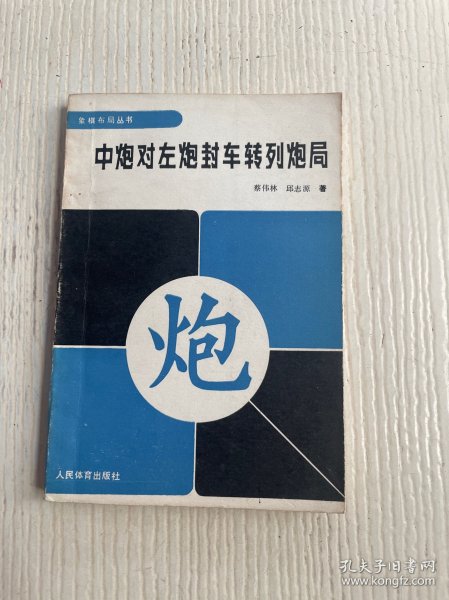 象棋布局丛书
中炮对左炮封车转列炮局
蔡伟林 邱志源 著
炮
人民体育出版社
孔夫子旧书网
www.kongfz.com